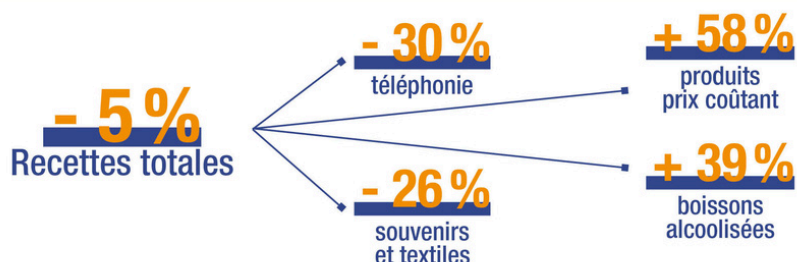 - 5 %
Recettes totales
- 30 %
téléphonie
- 26 %
souvenirs
et textiles
+ 58 %
produits
prix coûtant
+ 39 %
boissons
alcoolisées